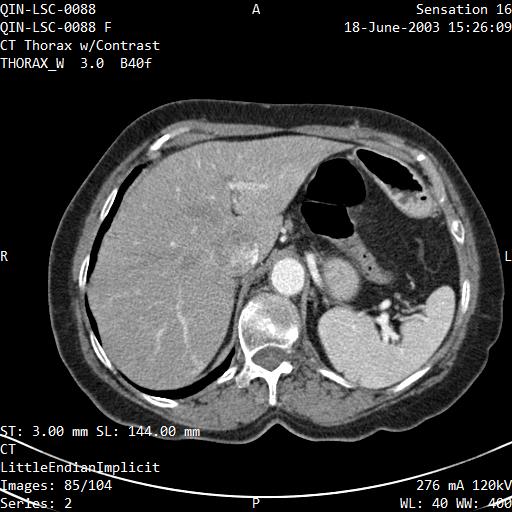 QIN-LSC-0088
A
Sensation 16
QIN-LSC-0088 F
18-June-2003 15:26:09
CT Thorax w/Contrast
THORAX_W 3.0 B40f
R
L
ST: 3.00 mm SL: 144.00 mm
CT
LittleEndianImplicit
Images: 85/104
276 mA 120kV
Series: 2
P
WL: 40 WW: 400